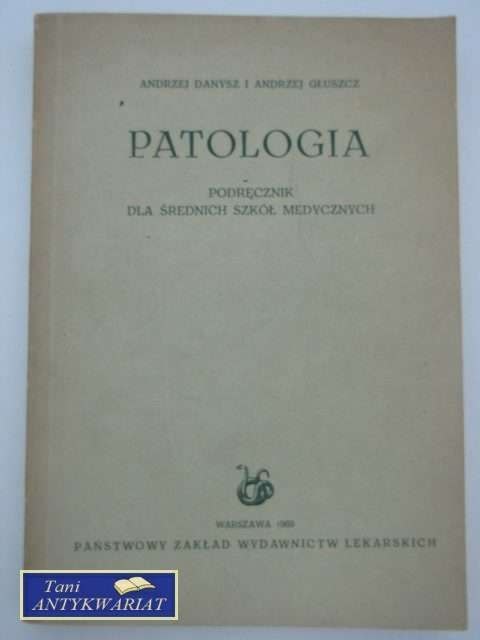 ANDRZEJ DANYSZ I ANDRZEJ GŁUSZCZ
PATOLOGIA
PODRĘCZNIK
DLA ŚREDNICH SZKÓŁ MEDYCZNYCH
WARSZAWA
PAŃSTWOWY ZAKŁAD WYDAWNICTW LEKARSKICH
Tani
ANTYKWARIAT